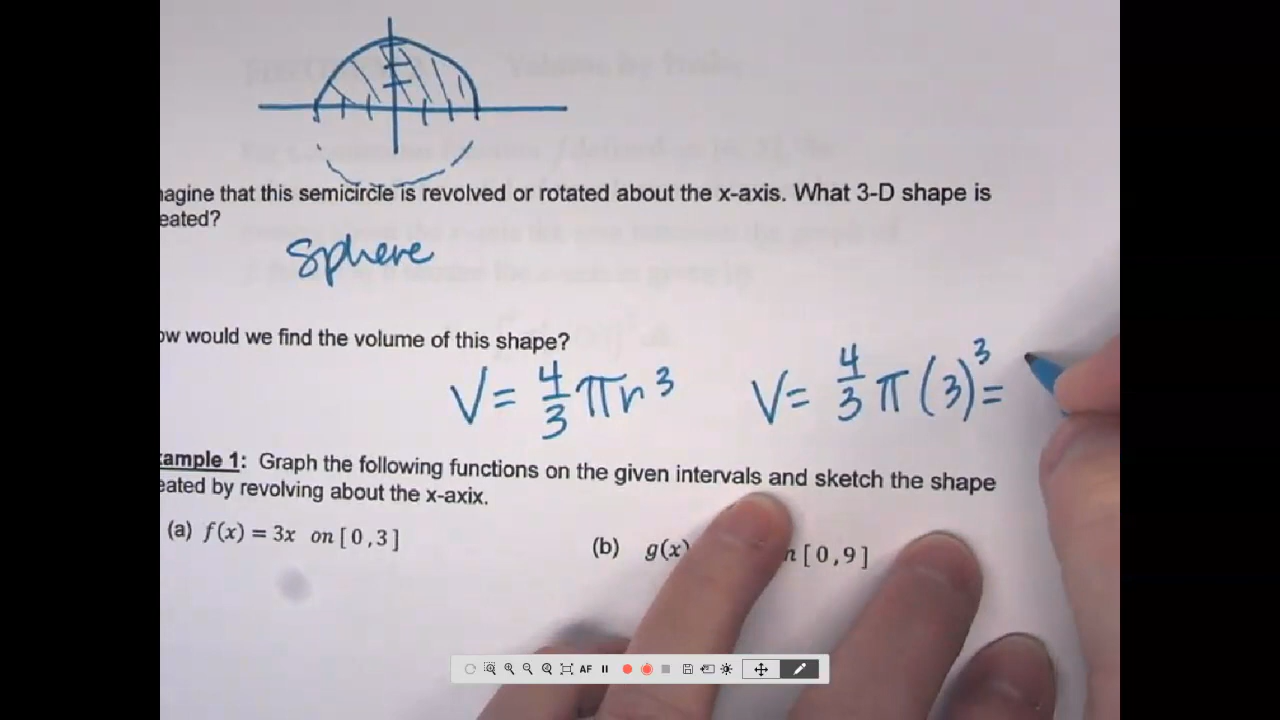 magine that this semicircle is revolved or rotated about the x-axis. What 3-D shape is
eated?
Sphere
ow would we find the volume of this shape?
V = 4/3 πr³ V = 4/3 π (3)³ =
ample 1: Graph the following functions on the given intervals and sketch the shape
eated by revolving about the x-axix.
(a) f(x) = 3x on [0,3]
(b) g(x) n [0,9]
AF